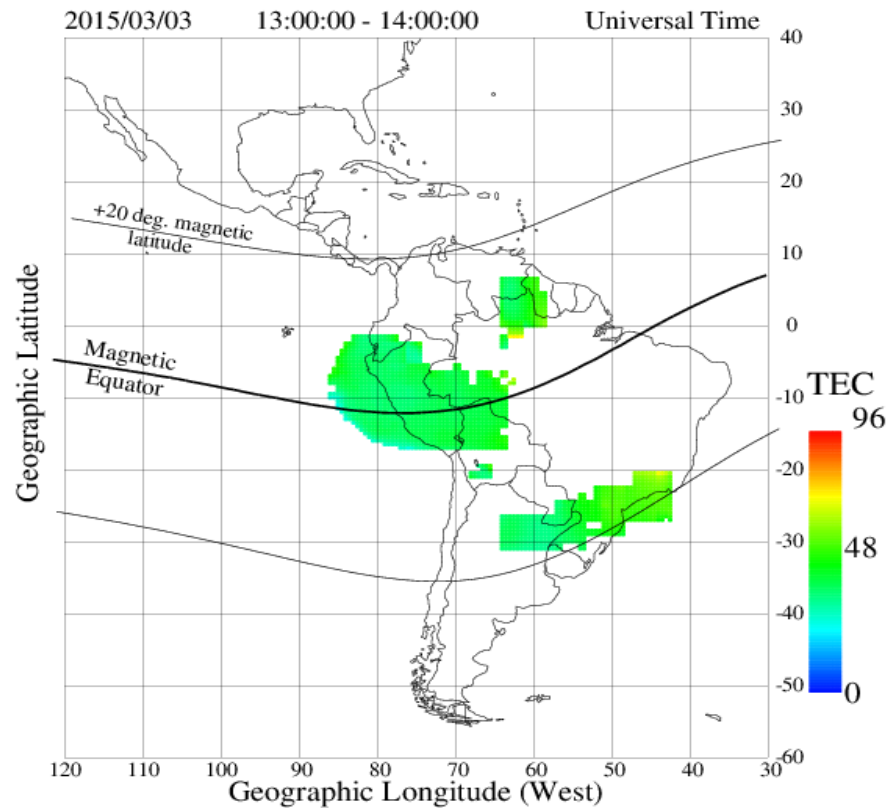 2015/03/03 13:00:00 - 14:00:00 Universal Time
40
30
20
+20 deg. magnetic
latitude
10
0
Magnetic
Equator
-10
TEC
96
-20
-30
48
-40
-50
0
-60
120 110 100 90 80 70 60 50 40 30
Geographic Longitude (West)
Geographic Latitude